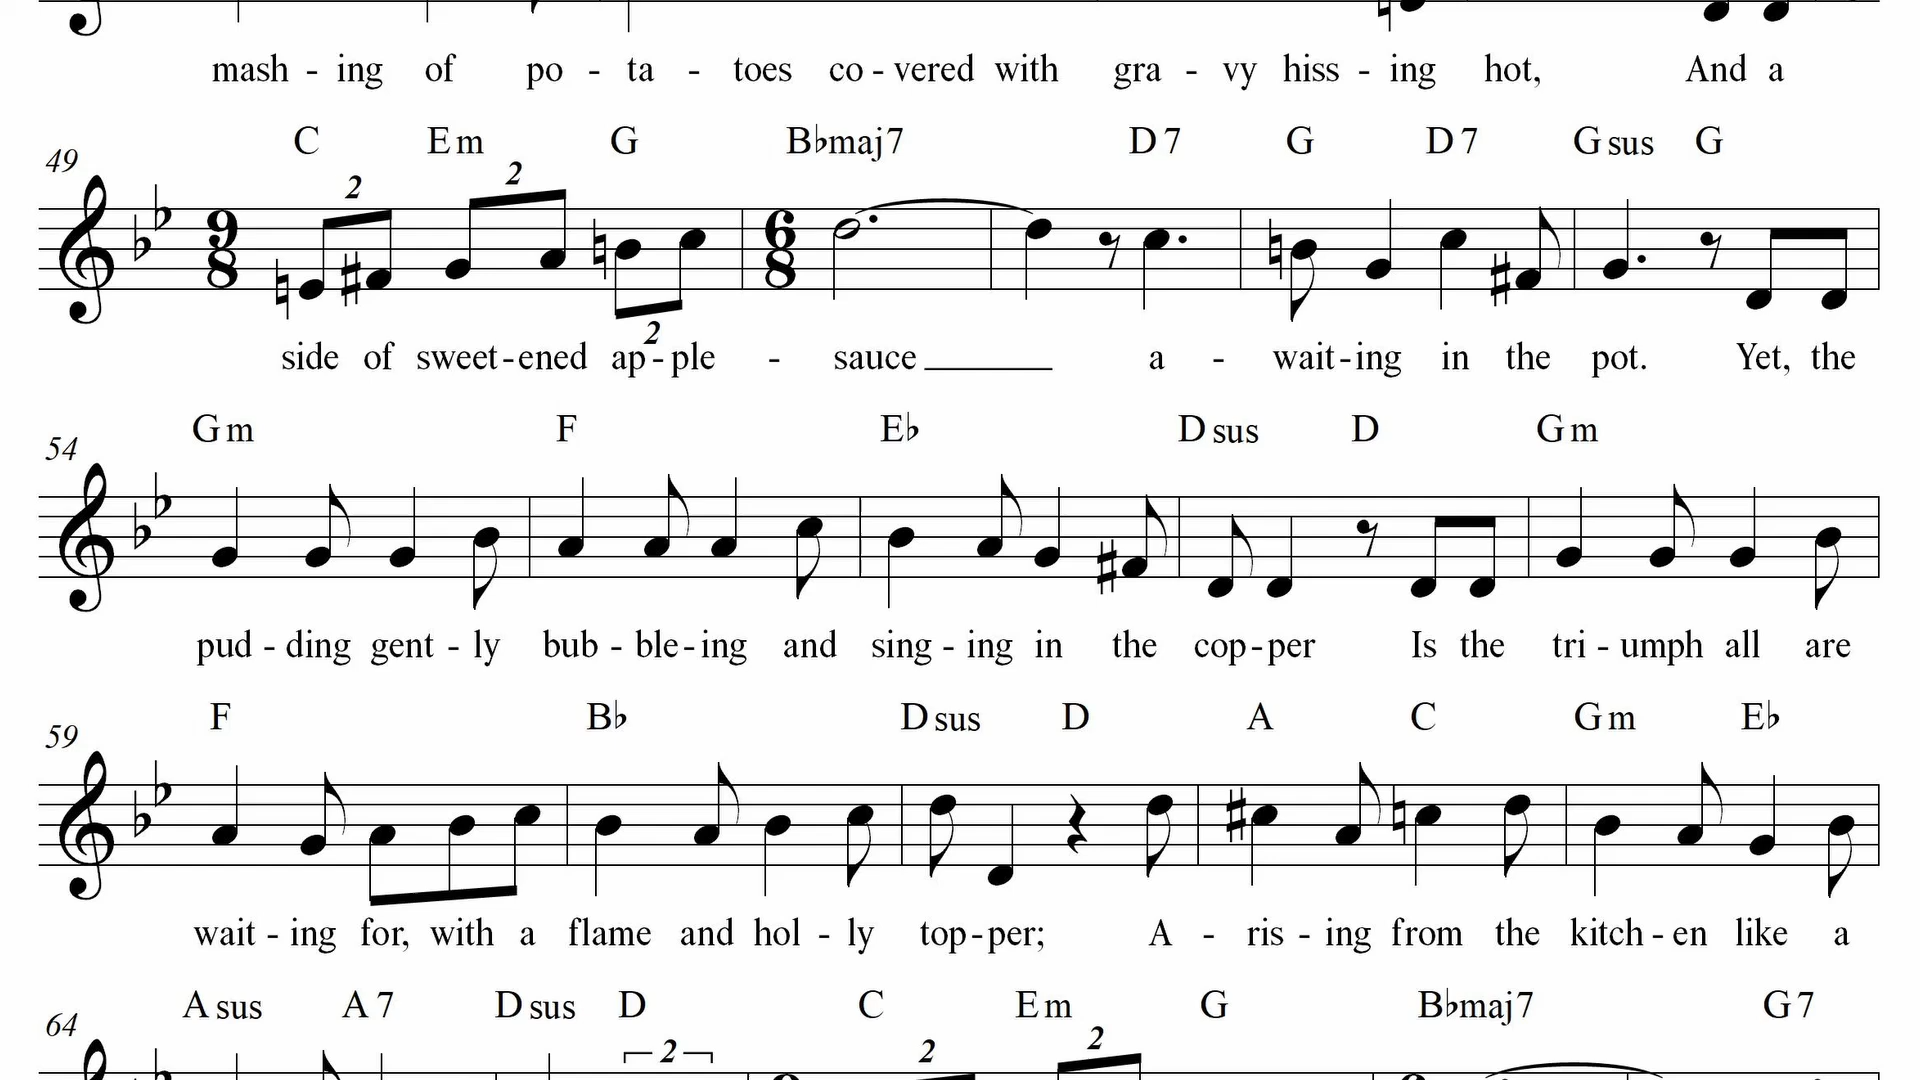 mash - ing of po - ta - toes co - vered with gra - vy hiss - ing hot, And a
C Em G B♭maj7 D7 G D7 Gsus G
49
2 2
9/8 6/8
2
side of sweet - ened ap - ple - sauce ______ a - wait - ing in the pot. Yet, the
Gm F E♭ Dsus D Gm
54
pud - ding gent - ly bub - ble - ing and sing - ing in the cop - per Is the tri - umph all are
F B♭ Dsus D A C Gm E♭
59
wait - ing for, with a flame and hol - ly top - per; A - ris - ing from the kitch - en like a
Asus A7 Dsus D C Em G B♭maj7 G7
64
2 2 2